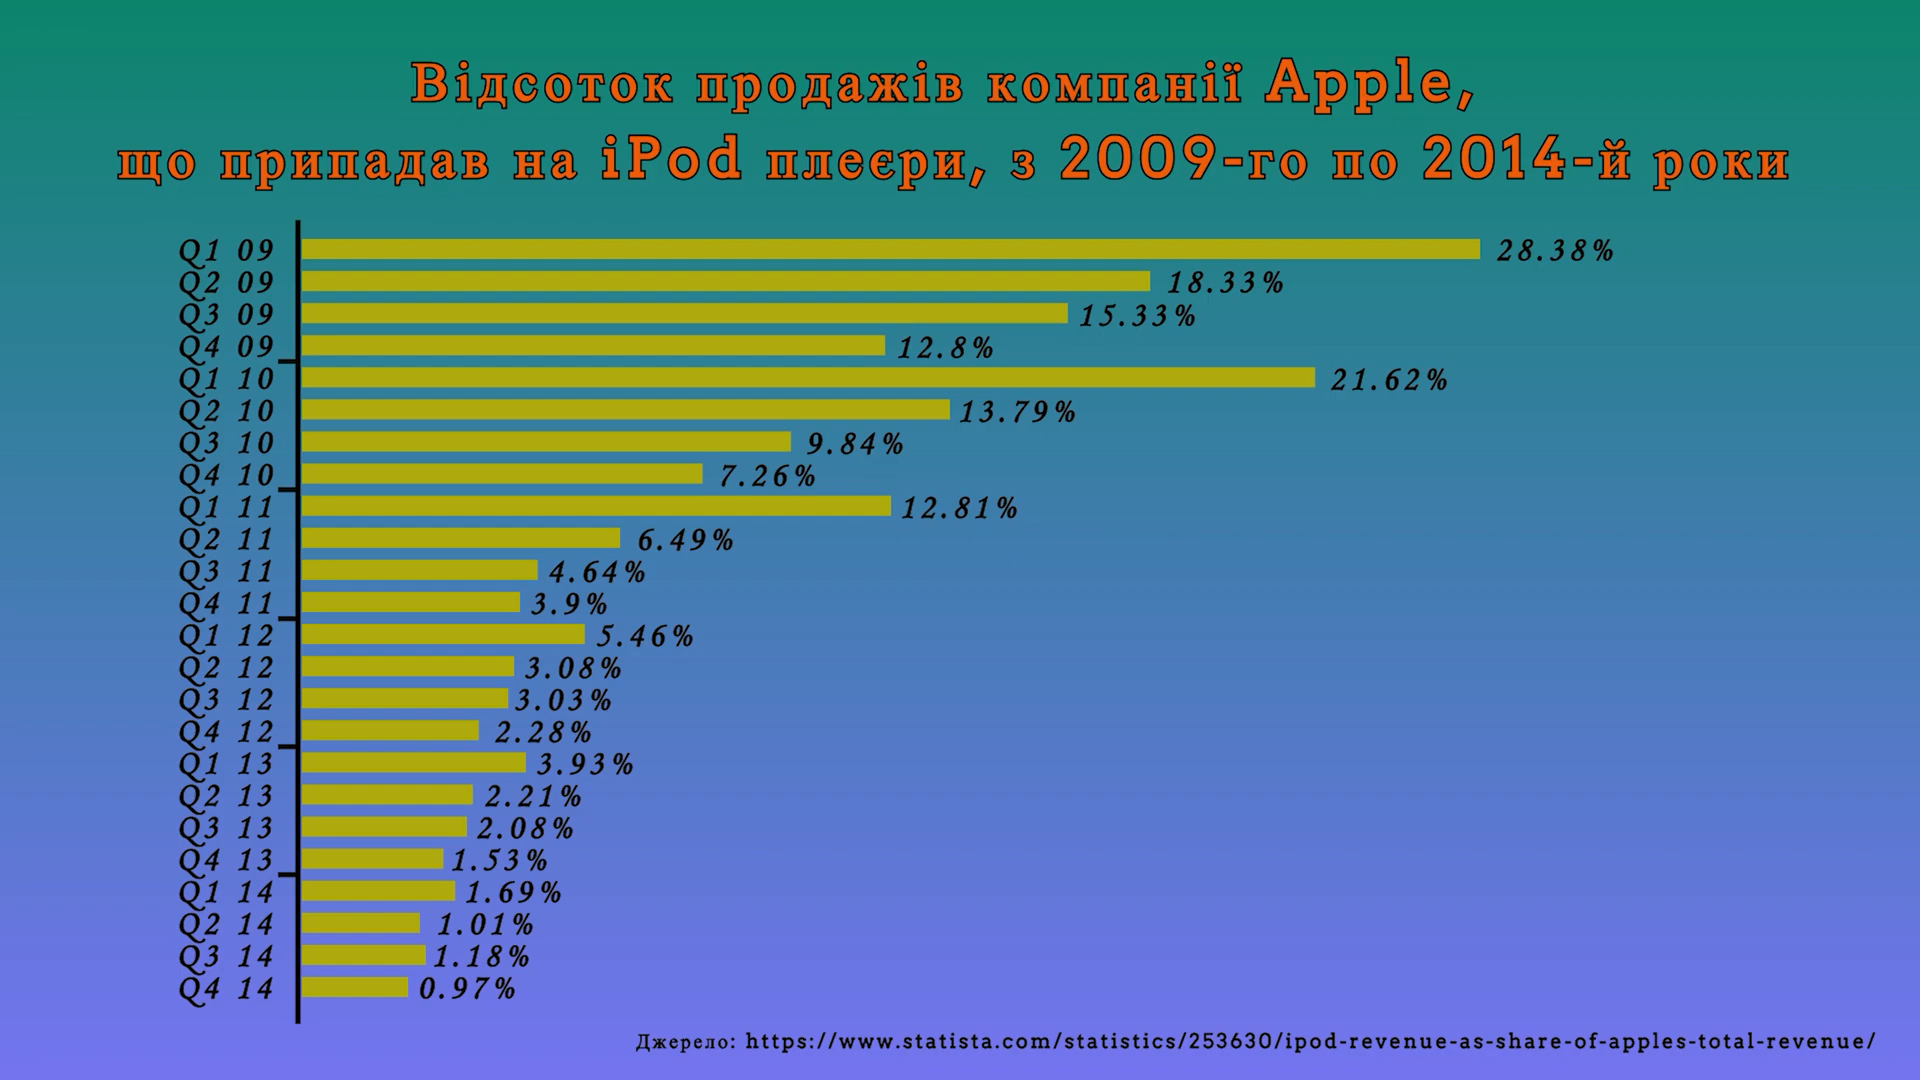 Відсоток продажів компанії Apple,
що припадав на iPod плеєри, з 2009-го по 2014-й роки
Q1 09 28.38%
Q2 09 18.33%
Q3 09 15.33%
Q4 09 12.8%
Q1 10 21.62%
Q2 10 13.79%
Q3 10 9.84%
Q4 10 7.26%
Q1 11 12.81%
Q2 11 6.49%
Q3 11 4.64%
Q4 11 3.9%
Q1 12 5.46%
Q2 12 3.08%
Q3 12 3.03%
Q4 12 2.28%
Q1 13 3.93%
Q2 13 2.21%
Q3 13 2.08%
Q4 13 1.53%
Q1 14 1.69%
Q2 14 1.01%
Q3 14 1.18%
Q4 14 0.97%
Джерело: https://www.statista.com/statistics/253630/ipod-revenue-as-share-of-apples-total-revenue/